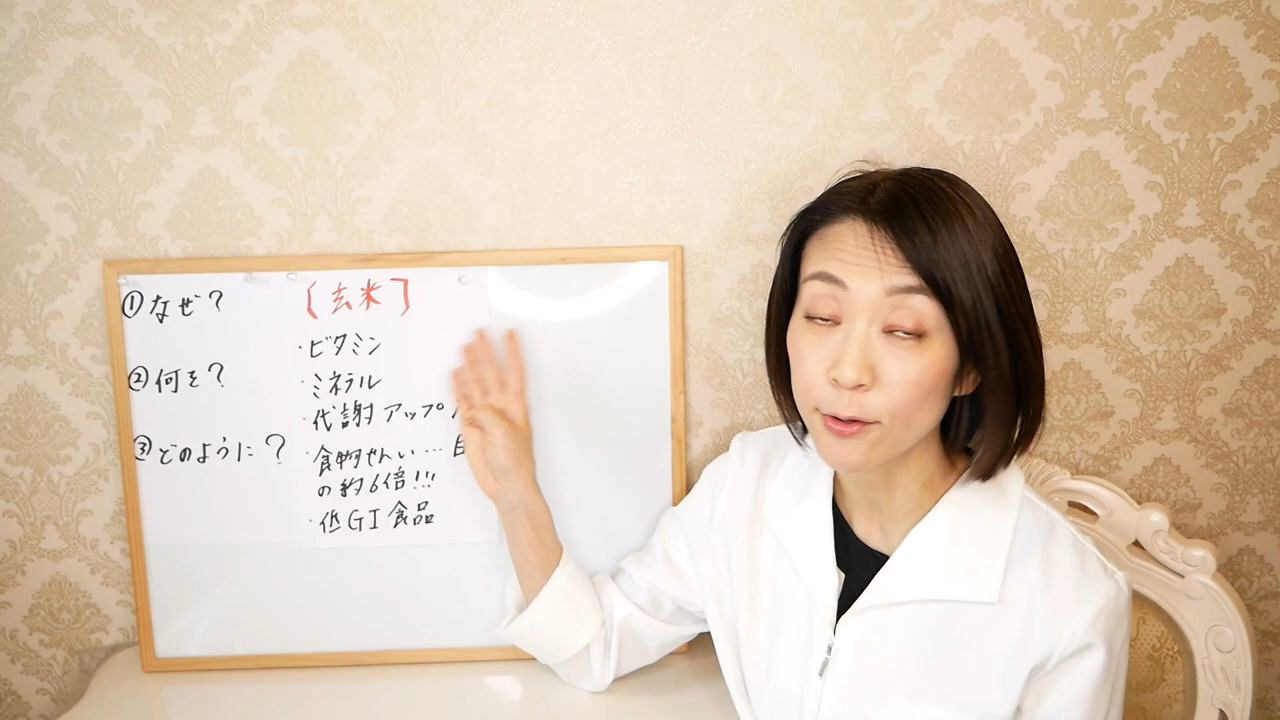 ①なぜ?
②何を?
③どのように?
[玄米]
・ビタミン
・ミネラル
・代謝アップ
・食物せんい…
の約6倍!!!
・低GI食品